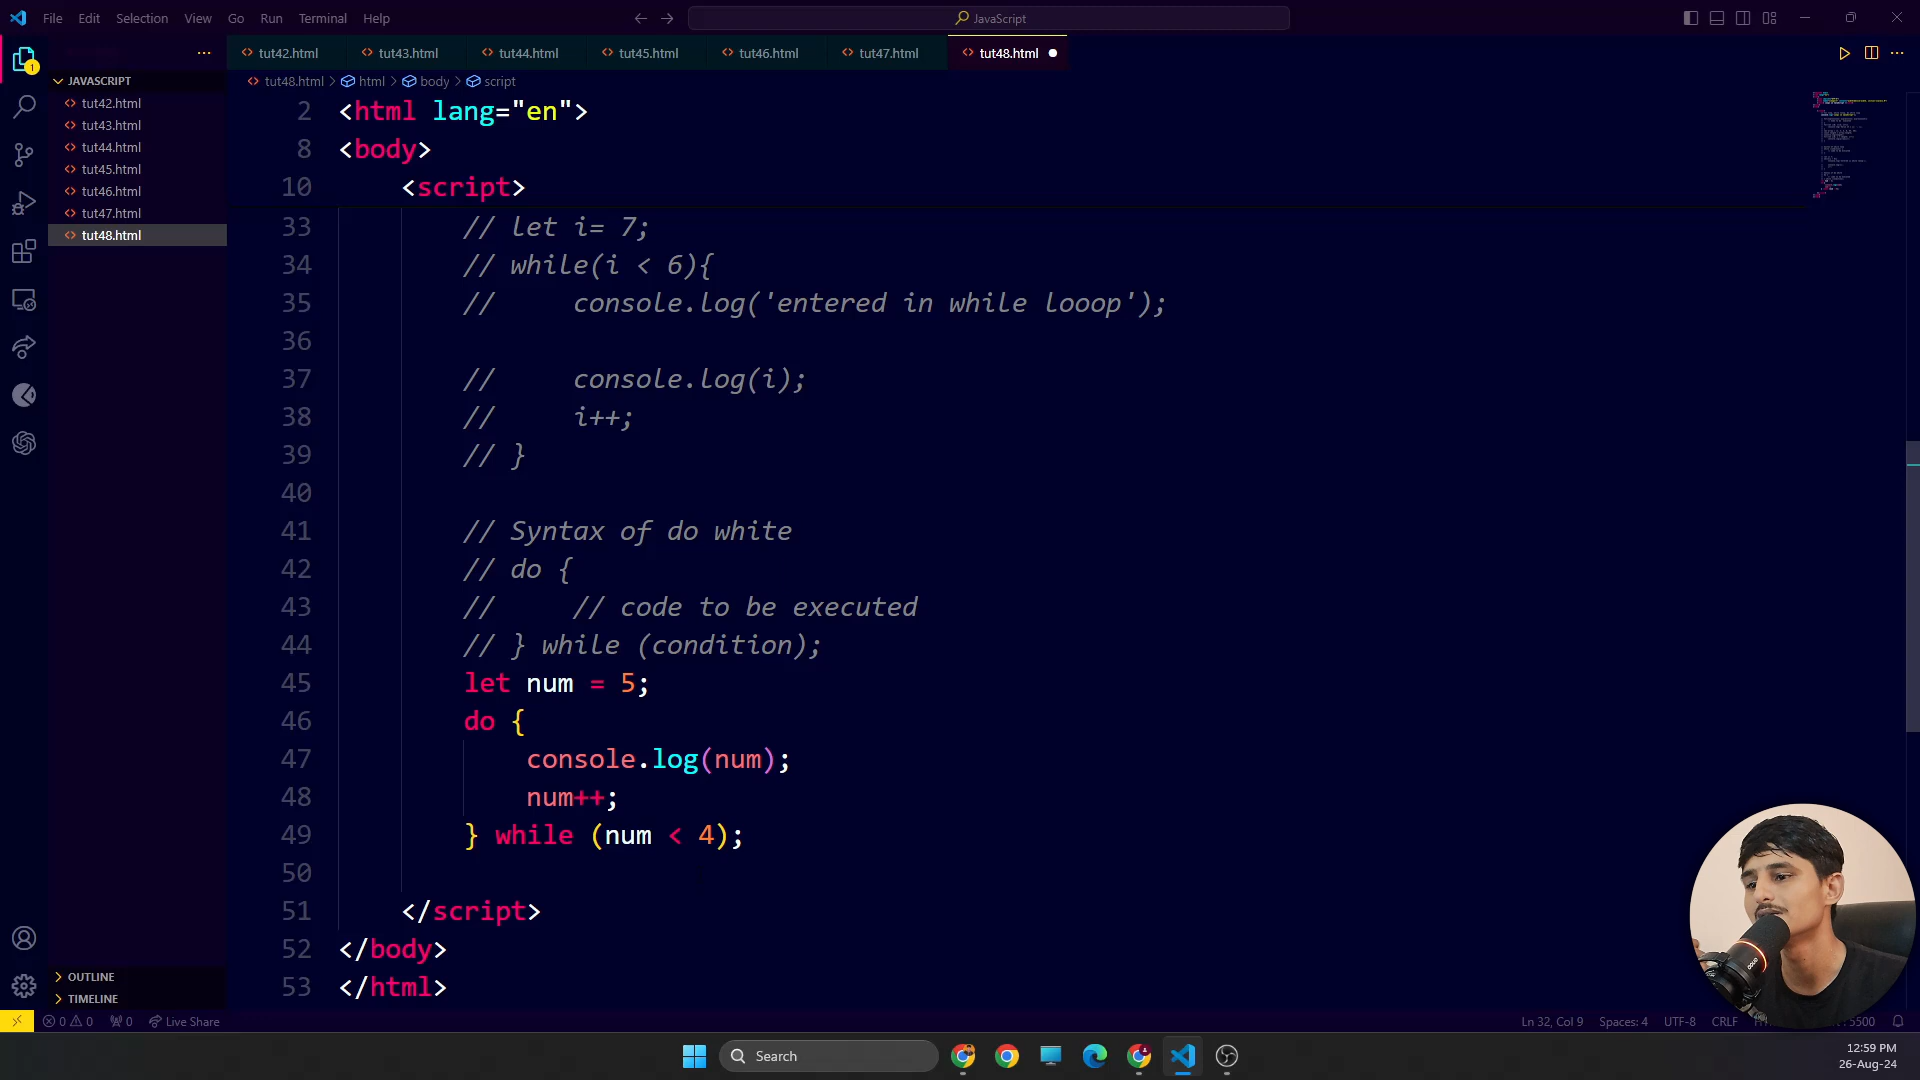 File Edit Selection View Go Run Terminal Help
JavaScript
tut42.html tut43.html tut44.html tut45.html tut46.html tut47.html tut48.html
1
JAVASCRIPT
tut42.html
tut43.html
tut44.html
tut45.html
tut46.html
tut47.html
tut48.html
OUTLINE
TIMELINE
tut48.html > html > body > script
2 <html lang="en">
8 <body>
10 <script>
33 // let i= 7;
34 // while(i < 6){
35 //     console.log('entered in while looop');
36
37 //     console.log(i);
38 //     i++;
39 // }
40
41 // Syntax of do white
42 // do {
43 //     // code to be executed
44 // } while (condition);
45 let num = 5;
46 do {
47     console.log(num);
48     num++;
49 } while (num < 4);
50
51 </script>
52 </body>
53 </html>
0 0 0 Live Share
Ln 32, Col 9 Spaces: 4 UTF-8 CRLF 5500
Search
12:59 PM
26-Aug-24